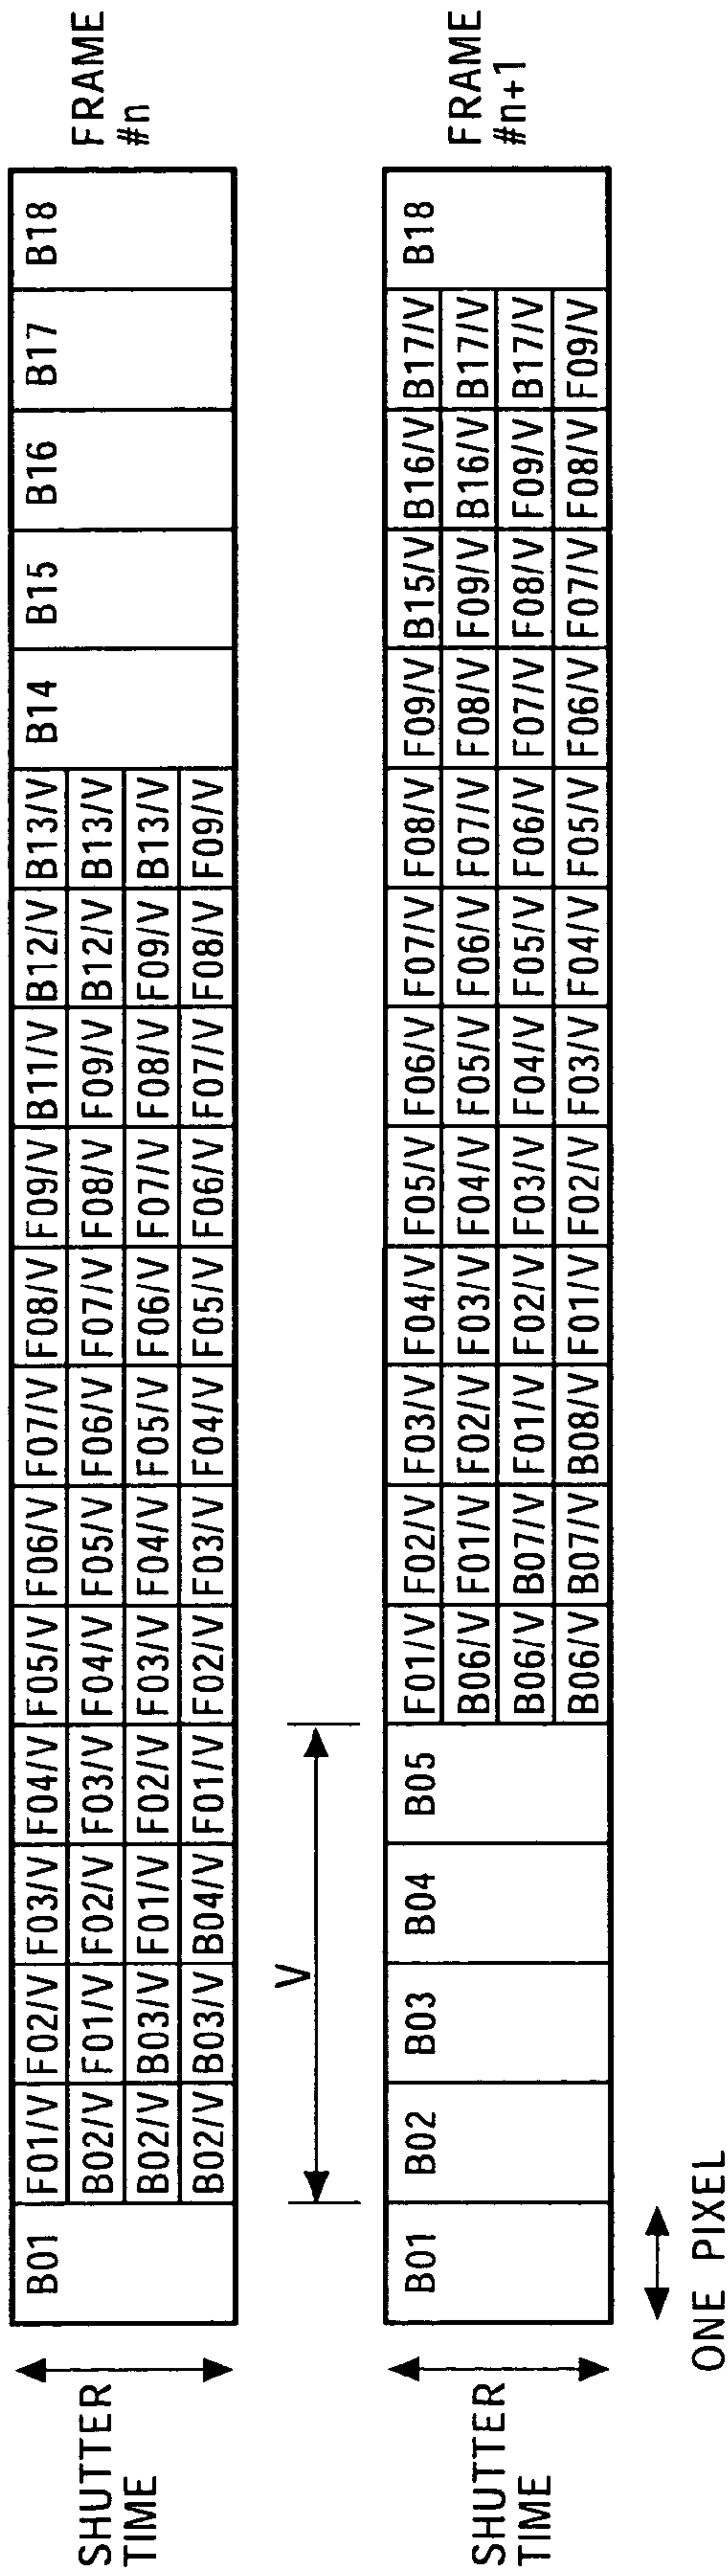 B01 F01/V F02/V F03/V F04/V F05/V F06/V F07/V F08/V F09/V B11/V B12/V B13/V B14 B15 B16 B17 B18
B02/V F01/V F02/V F03/V F04/V F05/V F06/V F07/V F08/V F09/V B12/V B13/V
B02/V B03/V F01/V F02/V F03/V F04/V F05/V F06/V F07/V F08/V F09/V B13/V
B02/V B03/V B04/V F01/V F02/V F03/V F04/V F05/V F06/V F07/V F08/V F09/V
SHUTTER
TIME
FRAME
#n
V
B01 B02 B03 B04 B05 F01/V F02/V F03/V F04/V F05/V F06/V F07/V F08/V F09/V B15/V B16/V B17/V B18
B06/V F01/V F02/V F03/V F04/V F05/V F06/V F07/V F08/V F09/V B16/V B17/V
B06/V B07/V F01/V F02/V F03/V F04/V F05/V F06/V F07/V F08/V F09/V B17/V
B06/V B07/V B08/V F01/V F02/V F03/V F04/V F05/V F06/V F07/V F08/V F09/V
SHUTTER
TIME
FRAME
#n+1
ONE PIXEL